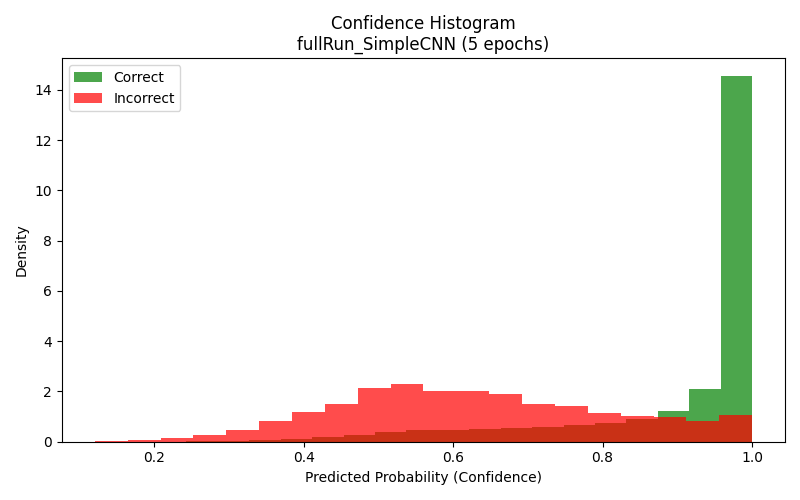 Confidence Histogram
fullRun_SimpleCNN (5 epochs)
Correct
Incorrect
14
12
10
8
6
4
2
0
Density
0.2
0.4
0.6
0.8
1.0
Predicted Probability (Confidence)